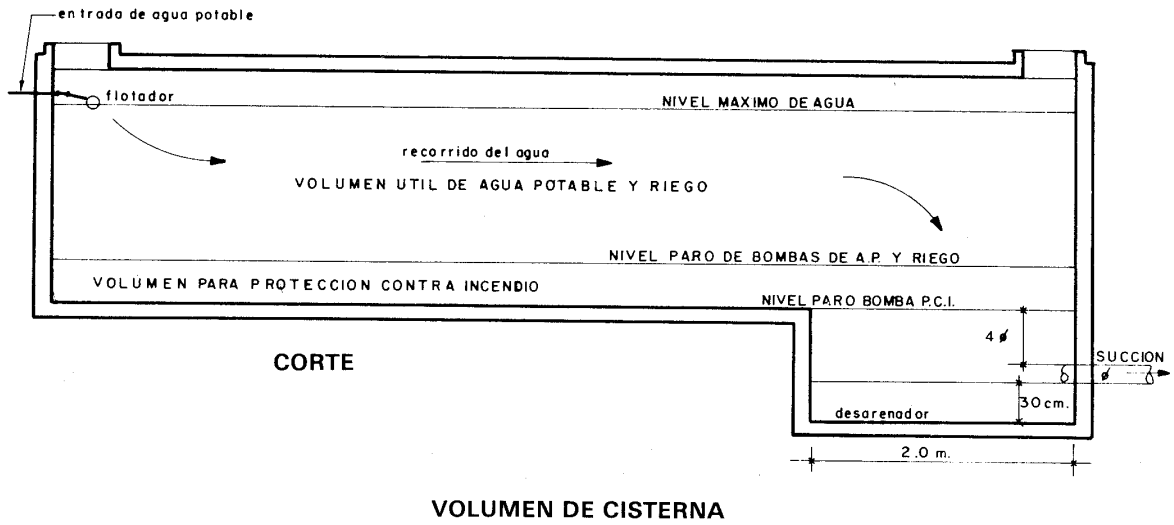 entrada de agua potable
flotador
NIVEL MAXIMO DE AGUA
recorrido del agua
VOLUMEN UTIL DE AGUA POTABLE Y RIEGO
NIVEL PARO DE BOMBAS DE A.P. Y RIEGO
VOLUMEN PARA PROTECCION CONTRA INCENDIO
NIVEL PARO BOMBA P.C.I.
4 ø
SUCCION
CORTE
ø
30 cm.
desarenador
2.0 m.
VOLUMEN DE CISTERNA